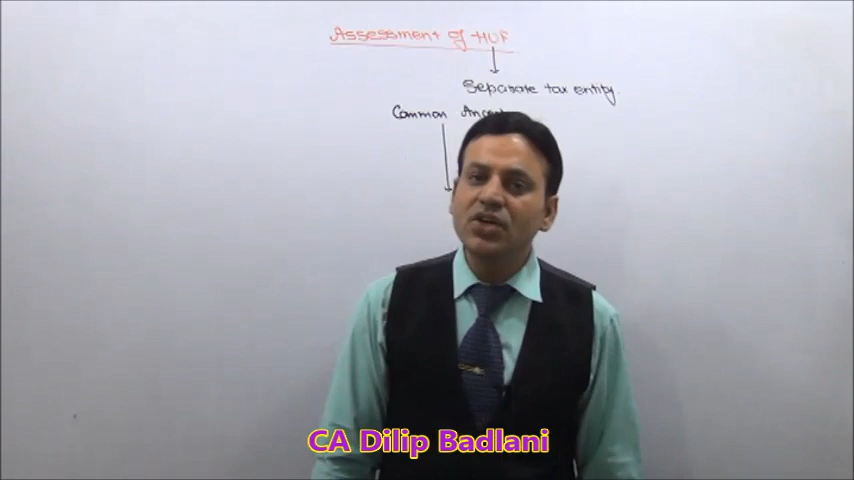 Assessment of HUF
Separate tax entity.
Common
CA Dilip Badlani